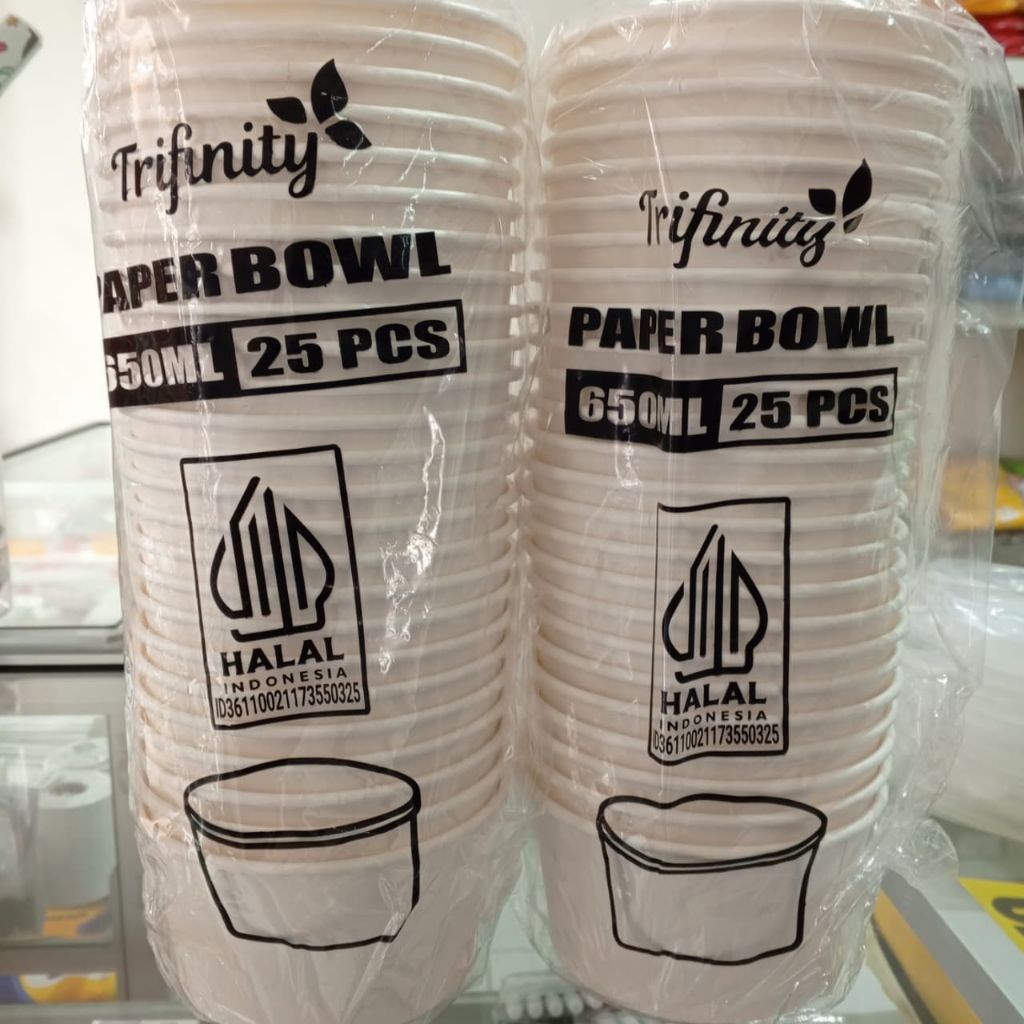 Trifinity
PAPER BOWL
650ML 25 PCS
HALAL
INDONESIA
ID36110021173550325
Trifinity
PAPER BOWL
650ML 25 PCS
HALAL
INDONESIA
ID36110021173550325